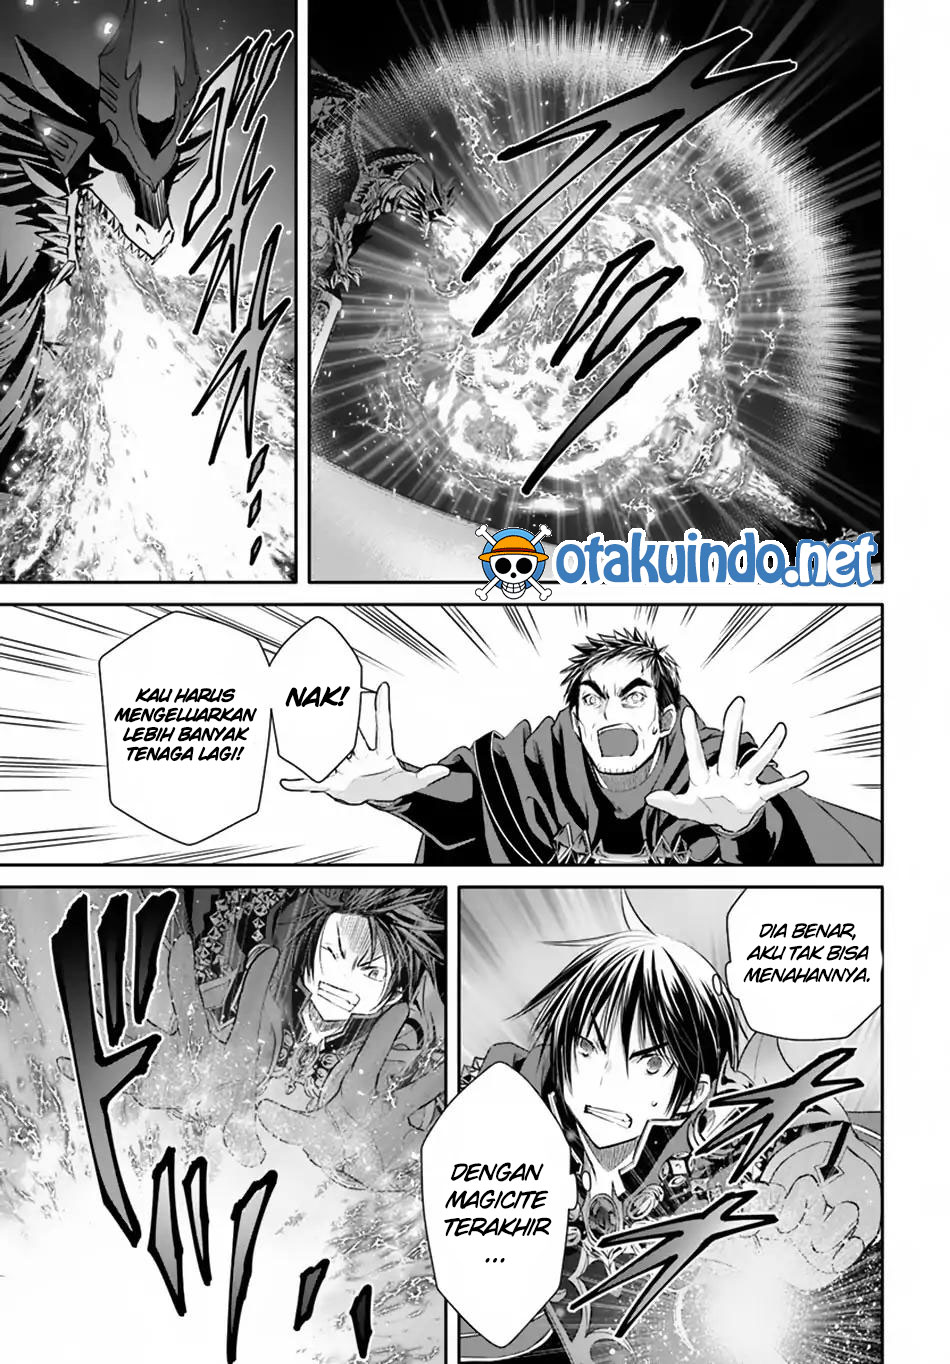 otakuindo.net
NAK!
KAU HARUS
MENGELUARKAN
LEBIH BANYAK
TENAGA LAGI!
DIA BENAR,
AKU TAK BISA
MENAHANNYA.
DENGAN
MAGICITE
TERAKHIR
...